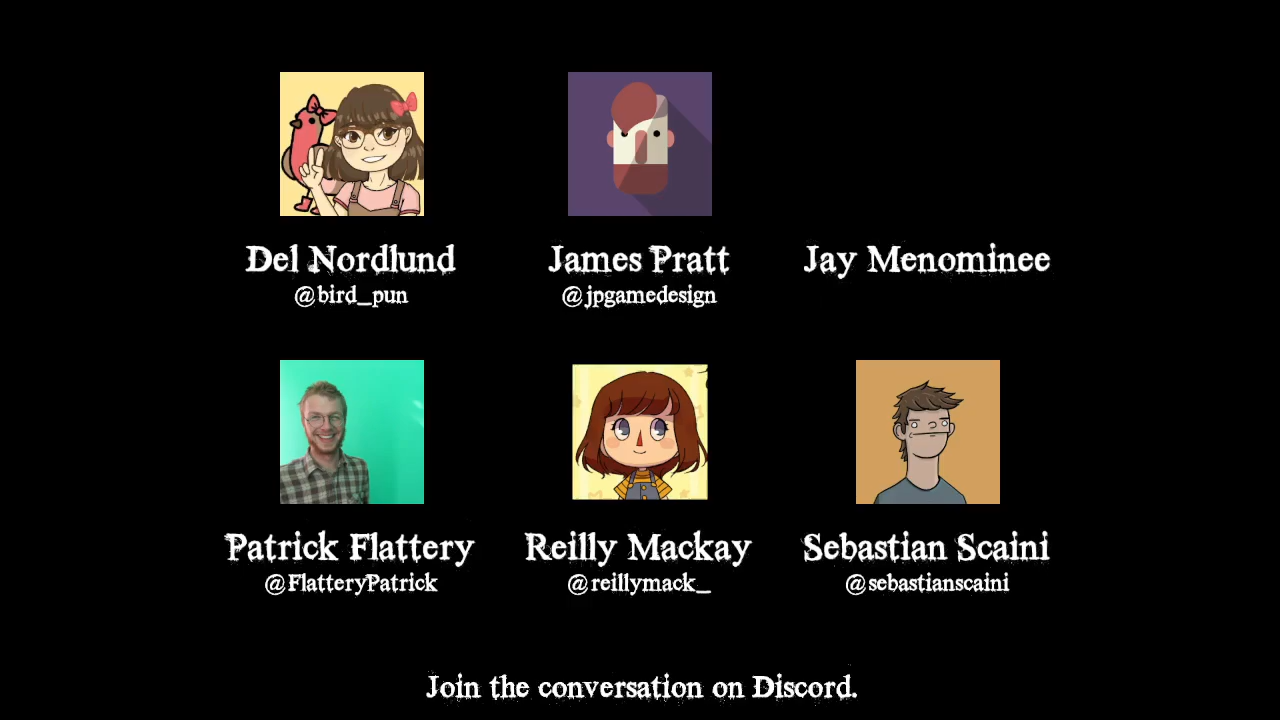 Del Nordlund
@bird_pun
James Pratt
@jpgamedesign
Jay Menominee
Patrick Flattery
@FlatteryPatrick
Reilly Mackay
@reillymack_
Sebastian Scaini
@sebastianscaini
Join the conversation on Discord.